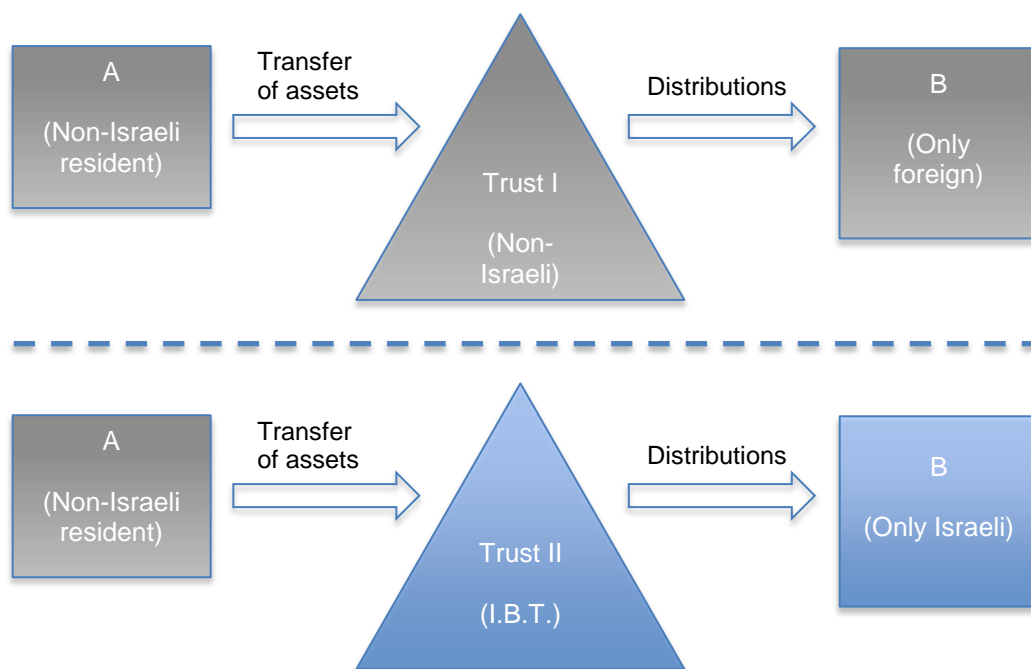 A
(Non-Israeli
resident)
Transfer
of assets
Trust I
(Non-
Israeli)
Distributions
B
(Only
foreign)
A
(Non-Israeli
resident)
Transfer
of assets
Trust II
(I.B.T.)
Distributions
B
(Only Israeli)